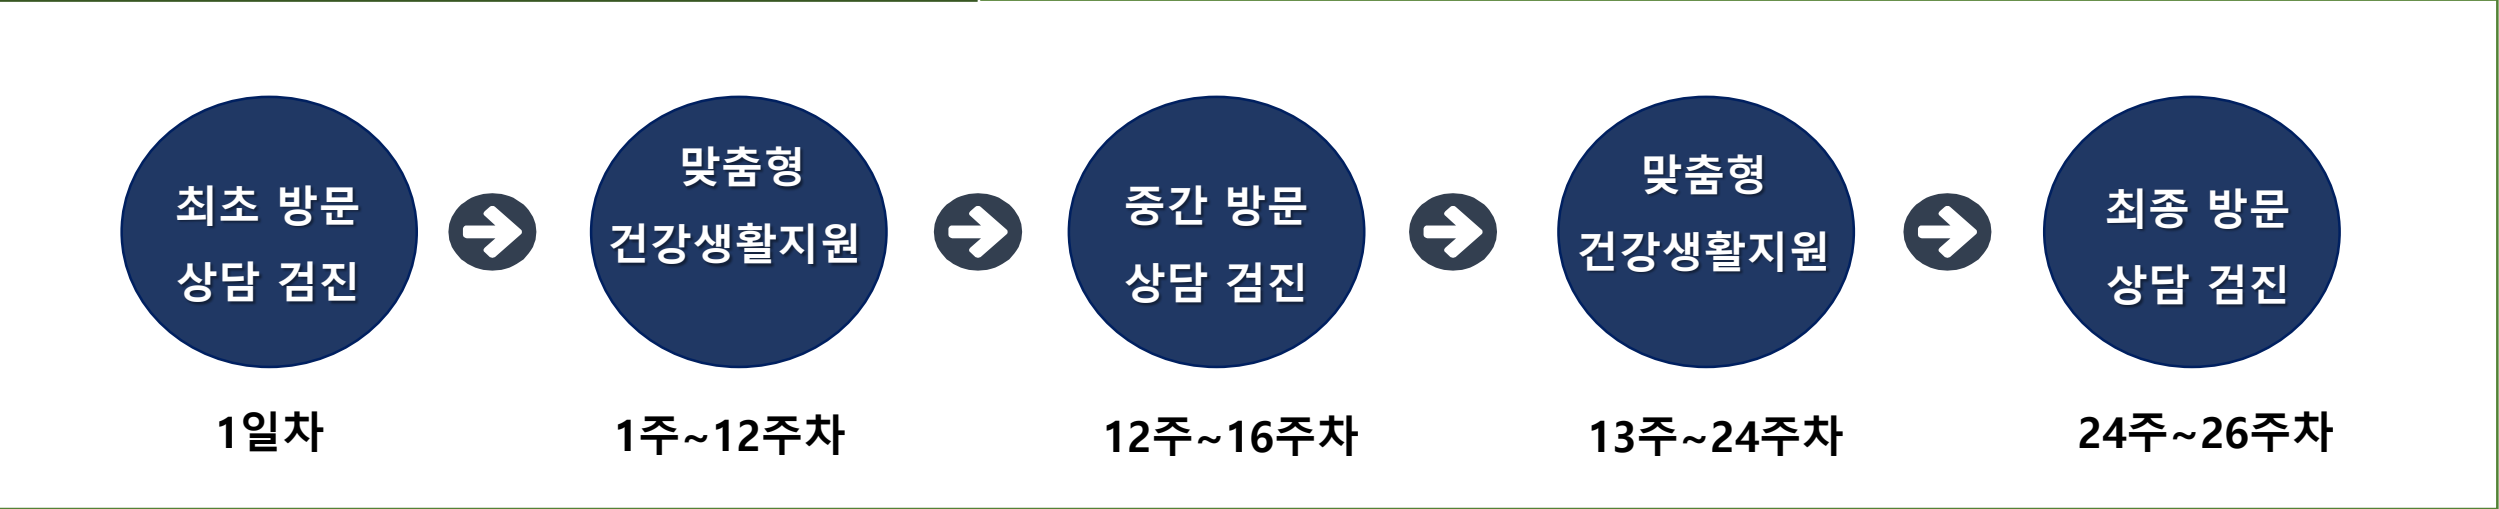 최초 방문
상담 검진
1일차
맞춤형
건강생활지원
1주~12주차
중간 방문
상담 검진
12주~16주차
맞춤형
건강생활지원
13주~24주차
최종 방문
상담 검진
24주~26주차